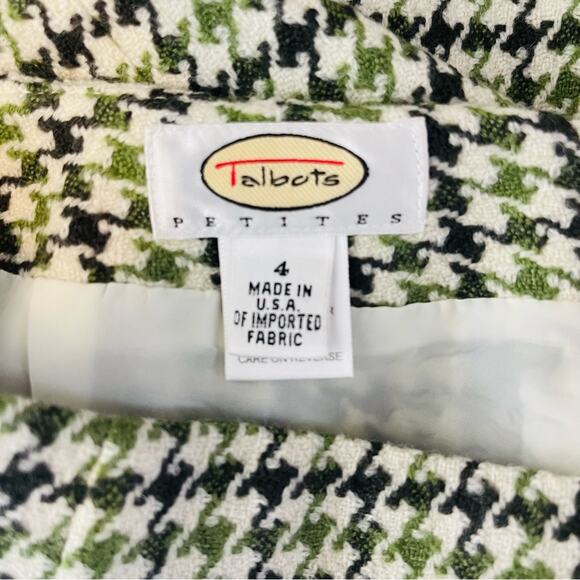 Talbots
PETITES
4
MADE IN
U.S.A.
OF IMPORTED
FABRIC
CARE ON REVERSE